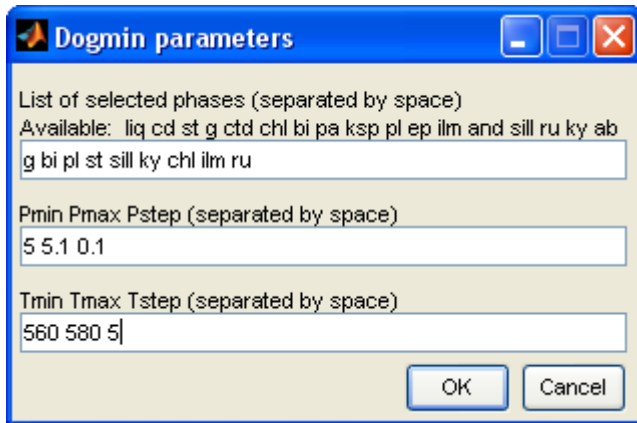 Dogmin parameters
List of selected phases (separated by space)
Available: liq cd st g ctd chl bi pa ksp pl ep ilm and sill ru ky ab
g bi pl st sill ky chl ilm ru
Pmin Pmax Pstep (separated by space)
5 5.1 0.1
Tmin Tmax Tstep (separated by space)
560 580 5
OK Cancel